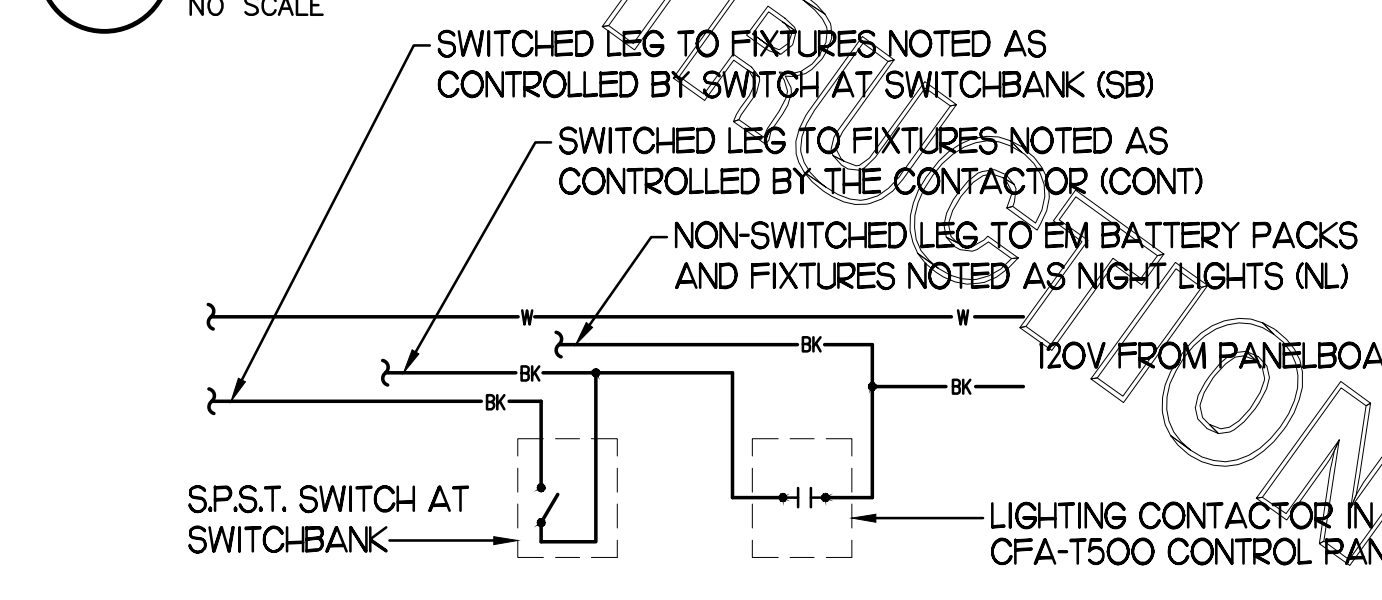 NO SCALE
SWITCHED LEG TO FIXTURES NOTED AS
CONTROLLED BY SWITCH AT SWITCHBANK (SB)
SWITCHED LEG TO FIXTURES NOTED AS
CONTROLLED BY THE CONTACTOR (CONT)
NON-SWITCHED LEG TO EM BATTERY PACKS
AND FIXTURES NOTED AS NIGHT LIGHTS (NL)
W W
BK
120V FROM
BK
BK
BK
S.P.S.T. SWITCH AT
SWITCHBANK
LIGHTING CONTACTOR IN
CFA-T500 CONTROL